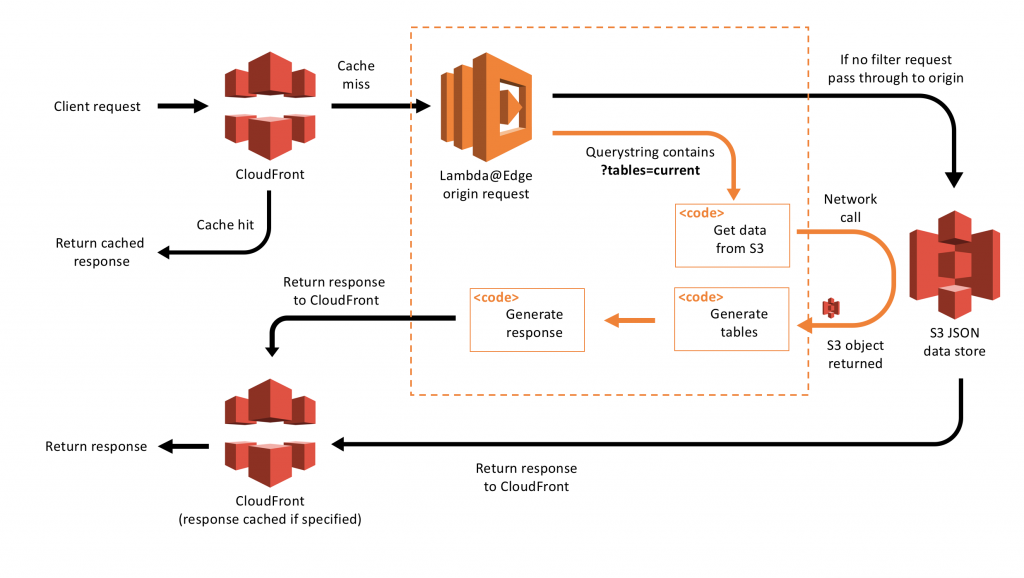 Client request
CloudFront
Cache
miss
Cache hit
Return cached
response
Lambda@Edge
origin request
If no filter request
pass through to origin
Querystring contains
?tables=current
<code>
Get data
from S3
Network
call
S3 JSON
data store
S3 object
returned
<code>
Generate
tables
<code>
Generate
response
Return response
to CloudFront
Return response
to CloudFront
CloudFront
(response cached if specified)
Return response